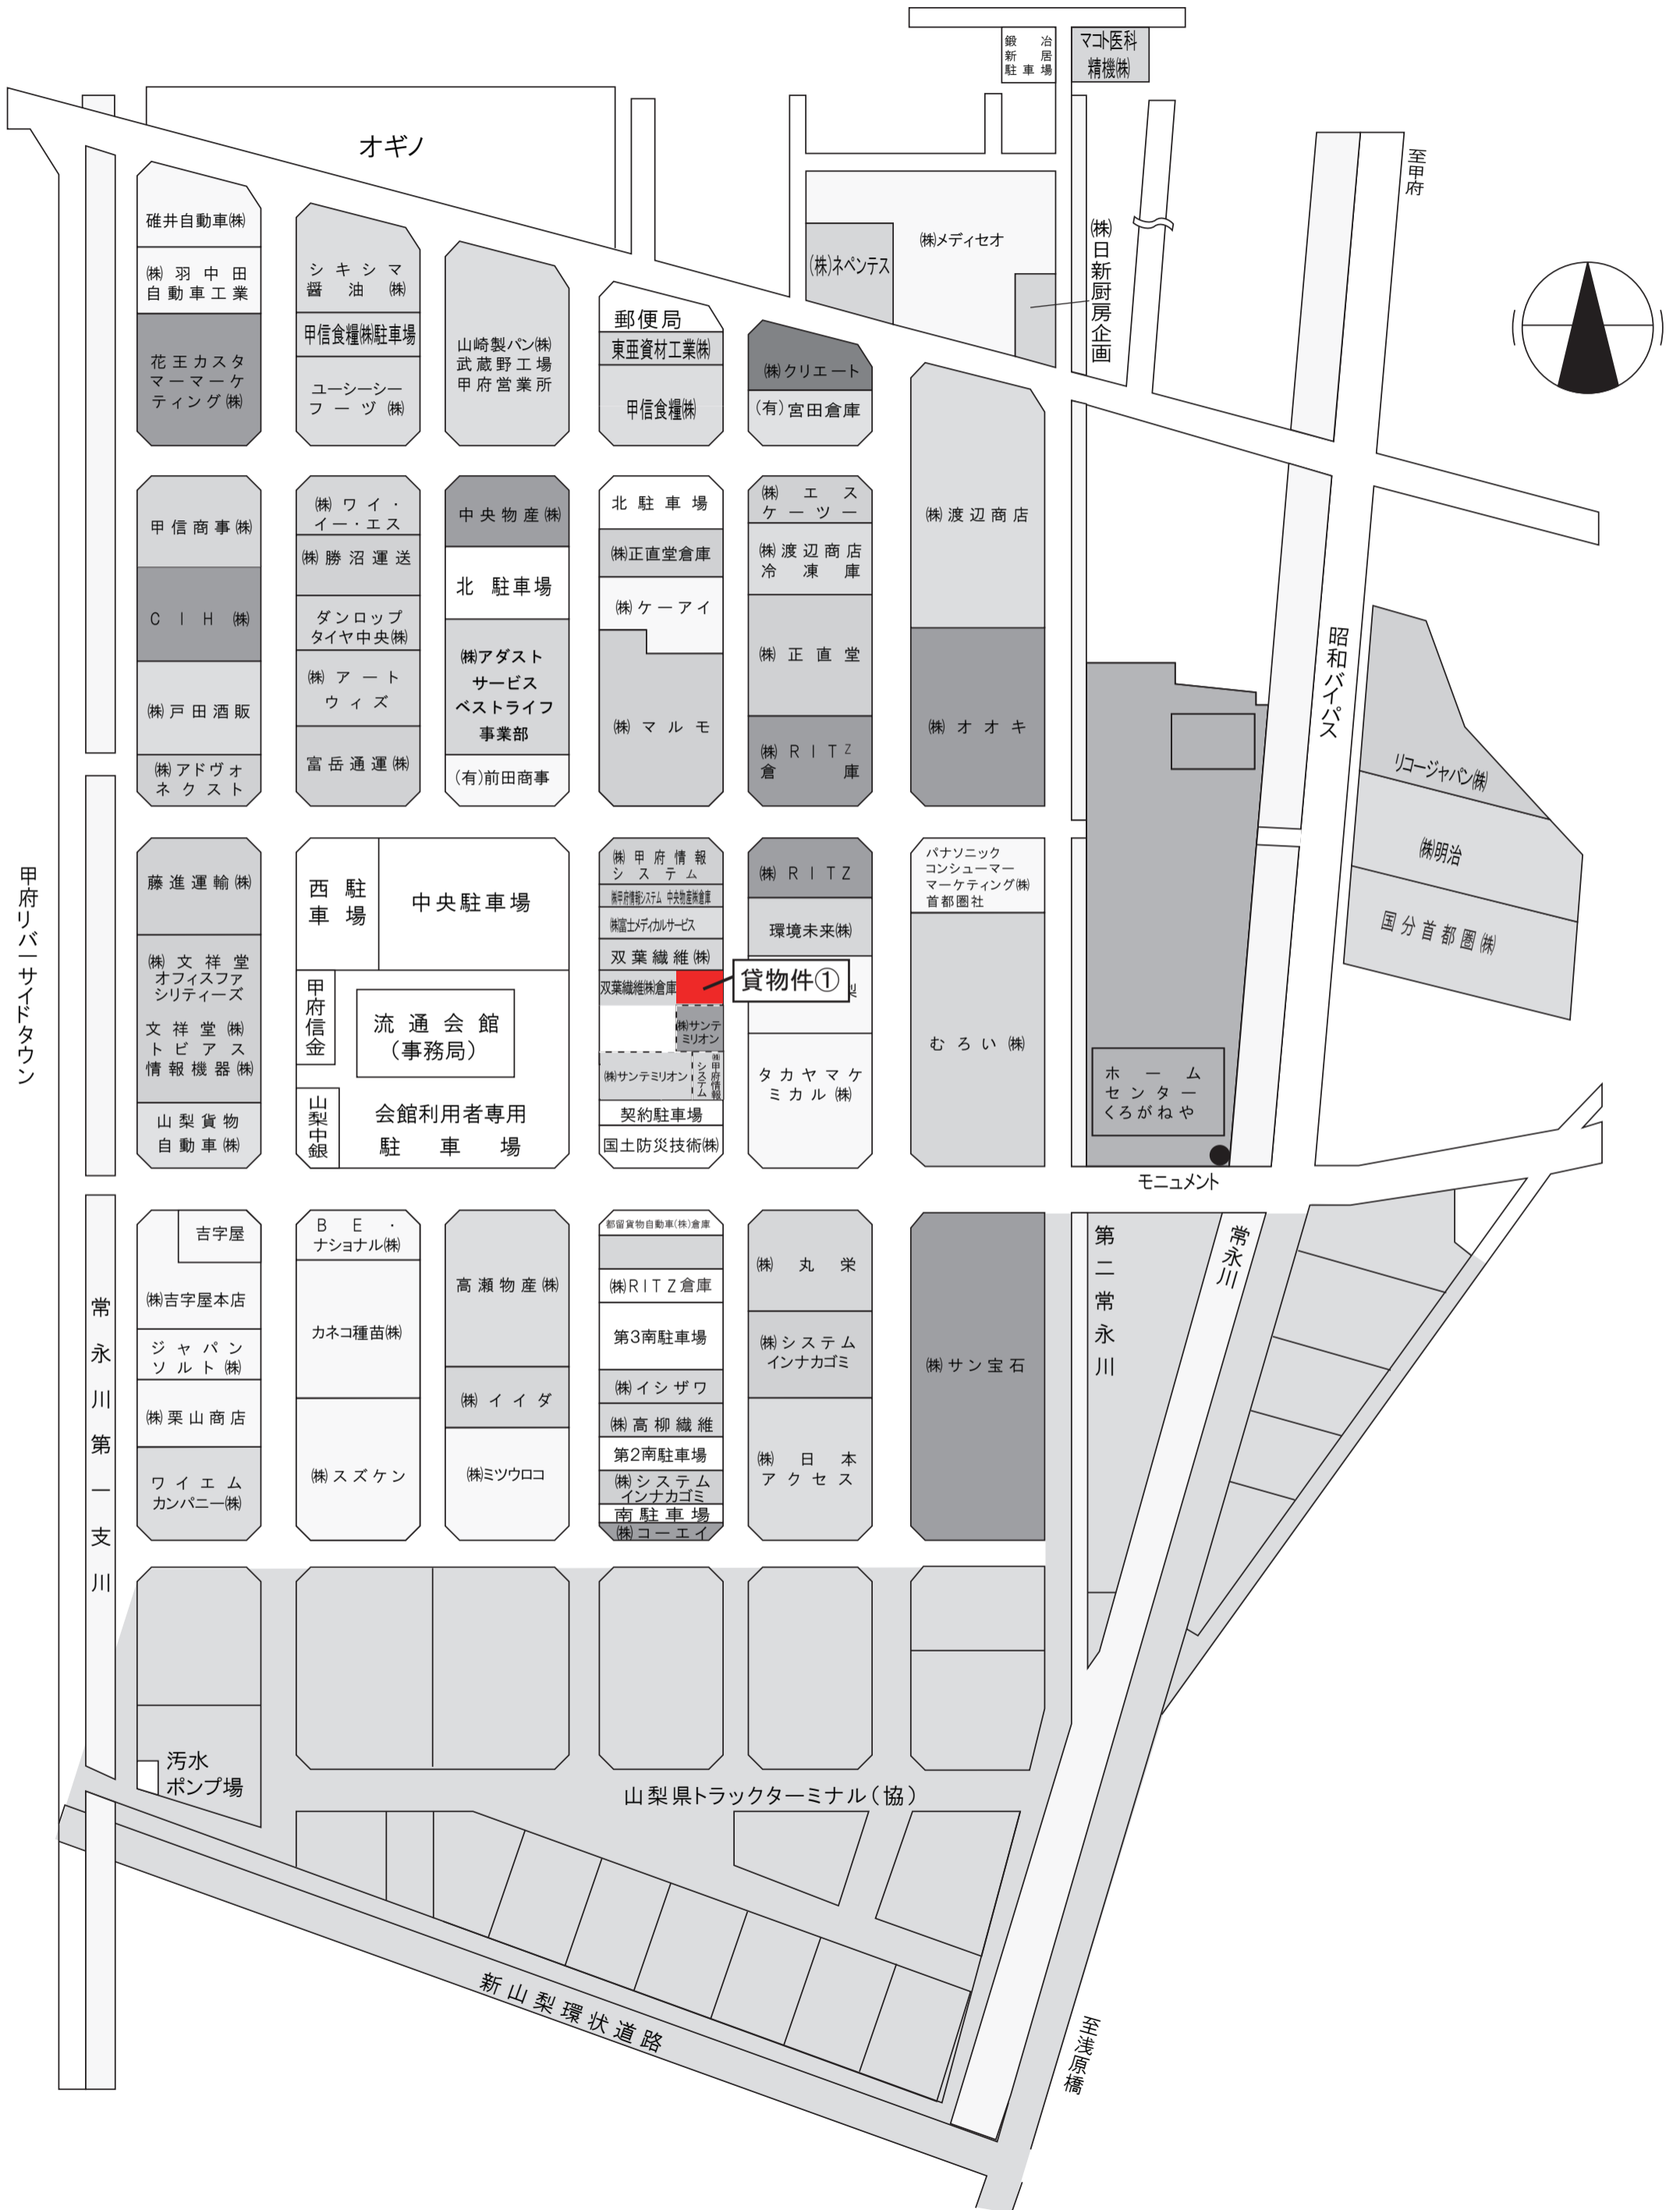 鍛冶
新居
駐車場
マコト医科
精機㈱
オギノ
至甲府
碓井自動車㈱
㈱羽中田
自動車工業
花王カスタ
マーマーケ
ティング㈱
シキシマ
醤油㈱
甲信食糧㈱駐車場
ユーシーシー
フーヅ㈱
山崎製パン㈱
武蔵野工場
甲府営業所
郵便局
東亜資材工業㈱
甲信食糧㈱
㈱クリエート
(有)宮田倉庫
㈱メディセオ
(株)ネペンテス
㈱日新厨房企画
甲信商事㈱
CIH㈱
㈱戸田酒販
㈱アドヴォ
ネクスト
㈱ワイ・
イー・エス
㈱勝沼運送
ダンロップ
タイヤ中央㈱
㈱アート
ウィズ
富岳通運㈱
中央物産㈱
北 駐車場
㈱アダスト
サービス
ベストライフ
事業部
(有)前田商事
北駐車場
㈱正直堂倉庫
㈱ケーアイ
㈱マルモ
㈱エス
ケーツー
㈱渡辺商店
冷凍庫
㈱正直堂
㈱RITZ
倉庫
㈱渡辺商店
㈱オオキ
昭和バイパス
リコージャパン㈱
㈱明治
国分首都圏㈱
甲府リバーサイドタウン
藤進運輸㈱
㈱文祥堂
オフィスファ
シリティーズ
文祥堂㈱
トビアス
情報機器㈱
山梨貨物
自動車㈱
西駐
車場
中央駐車場
甲府信金
流通会館
(事務局)
山梨中銀
会館利用者専用
駐車場
㈱甲府情報
システム
㈱甲府情報システム 中央物産㈱倉庫
㈱富士メディカルサービス
双葉繊維㈱
双葉繊維㈱倉庫
貸物件①
㈱サンテ
ミリオン
㈱サンテミリオン
㈱甲府情報
システム
契約駐車場
国土防災技術㈱
㈱RITZ
環境未来㈱
タカヤマケ
ミカル㈱
パナソニック
コンシューマー
マーケティング㈱
首都圏社
むろい㈱
ホーム
センター
くろがねや
モニュメント
常永川第一支川
吉字屋
㈱吉字屋本店
ジャパン
ソルト㈱
㈱栗山商店
ワイエム
カンパニー㈱
BE・
ナショナル㈱
カネコ種苗㈱
㈱スズケン
高瀬物産㈱
㈱イイダ
㈱ミツウロコ
都留貨物自動車(株)倉庫
㈱RITZ倉庫
第3南駐車場
㈱イシザワ
㈱高柳繊維
第2南駐車場
㈱システム
インナカゴミ
南駐車場
㈱コーエイ
㈱丸栄
㈱システム
インナカゴミ
㈱日本
アクセス
㈱サン宝石
第二常永川
常永川
汚水
ポンプ場
山梨県トラックターミナル(協)
新山梨環状道路
至浅原橋